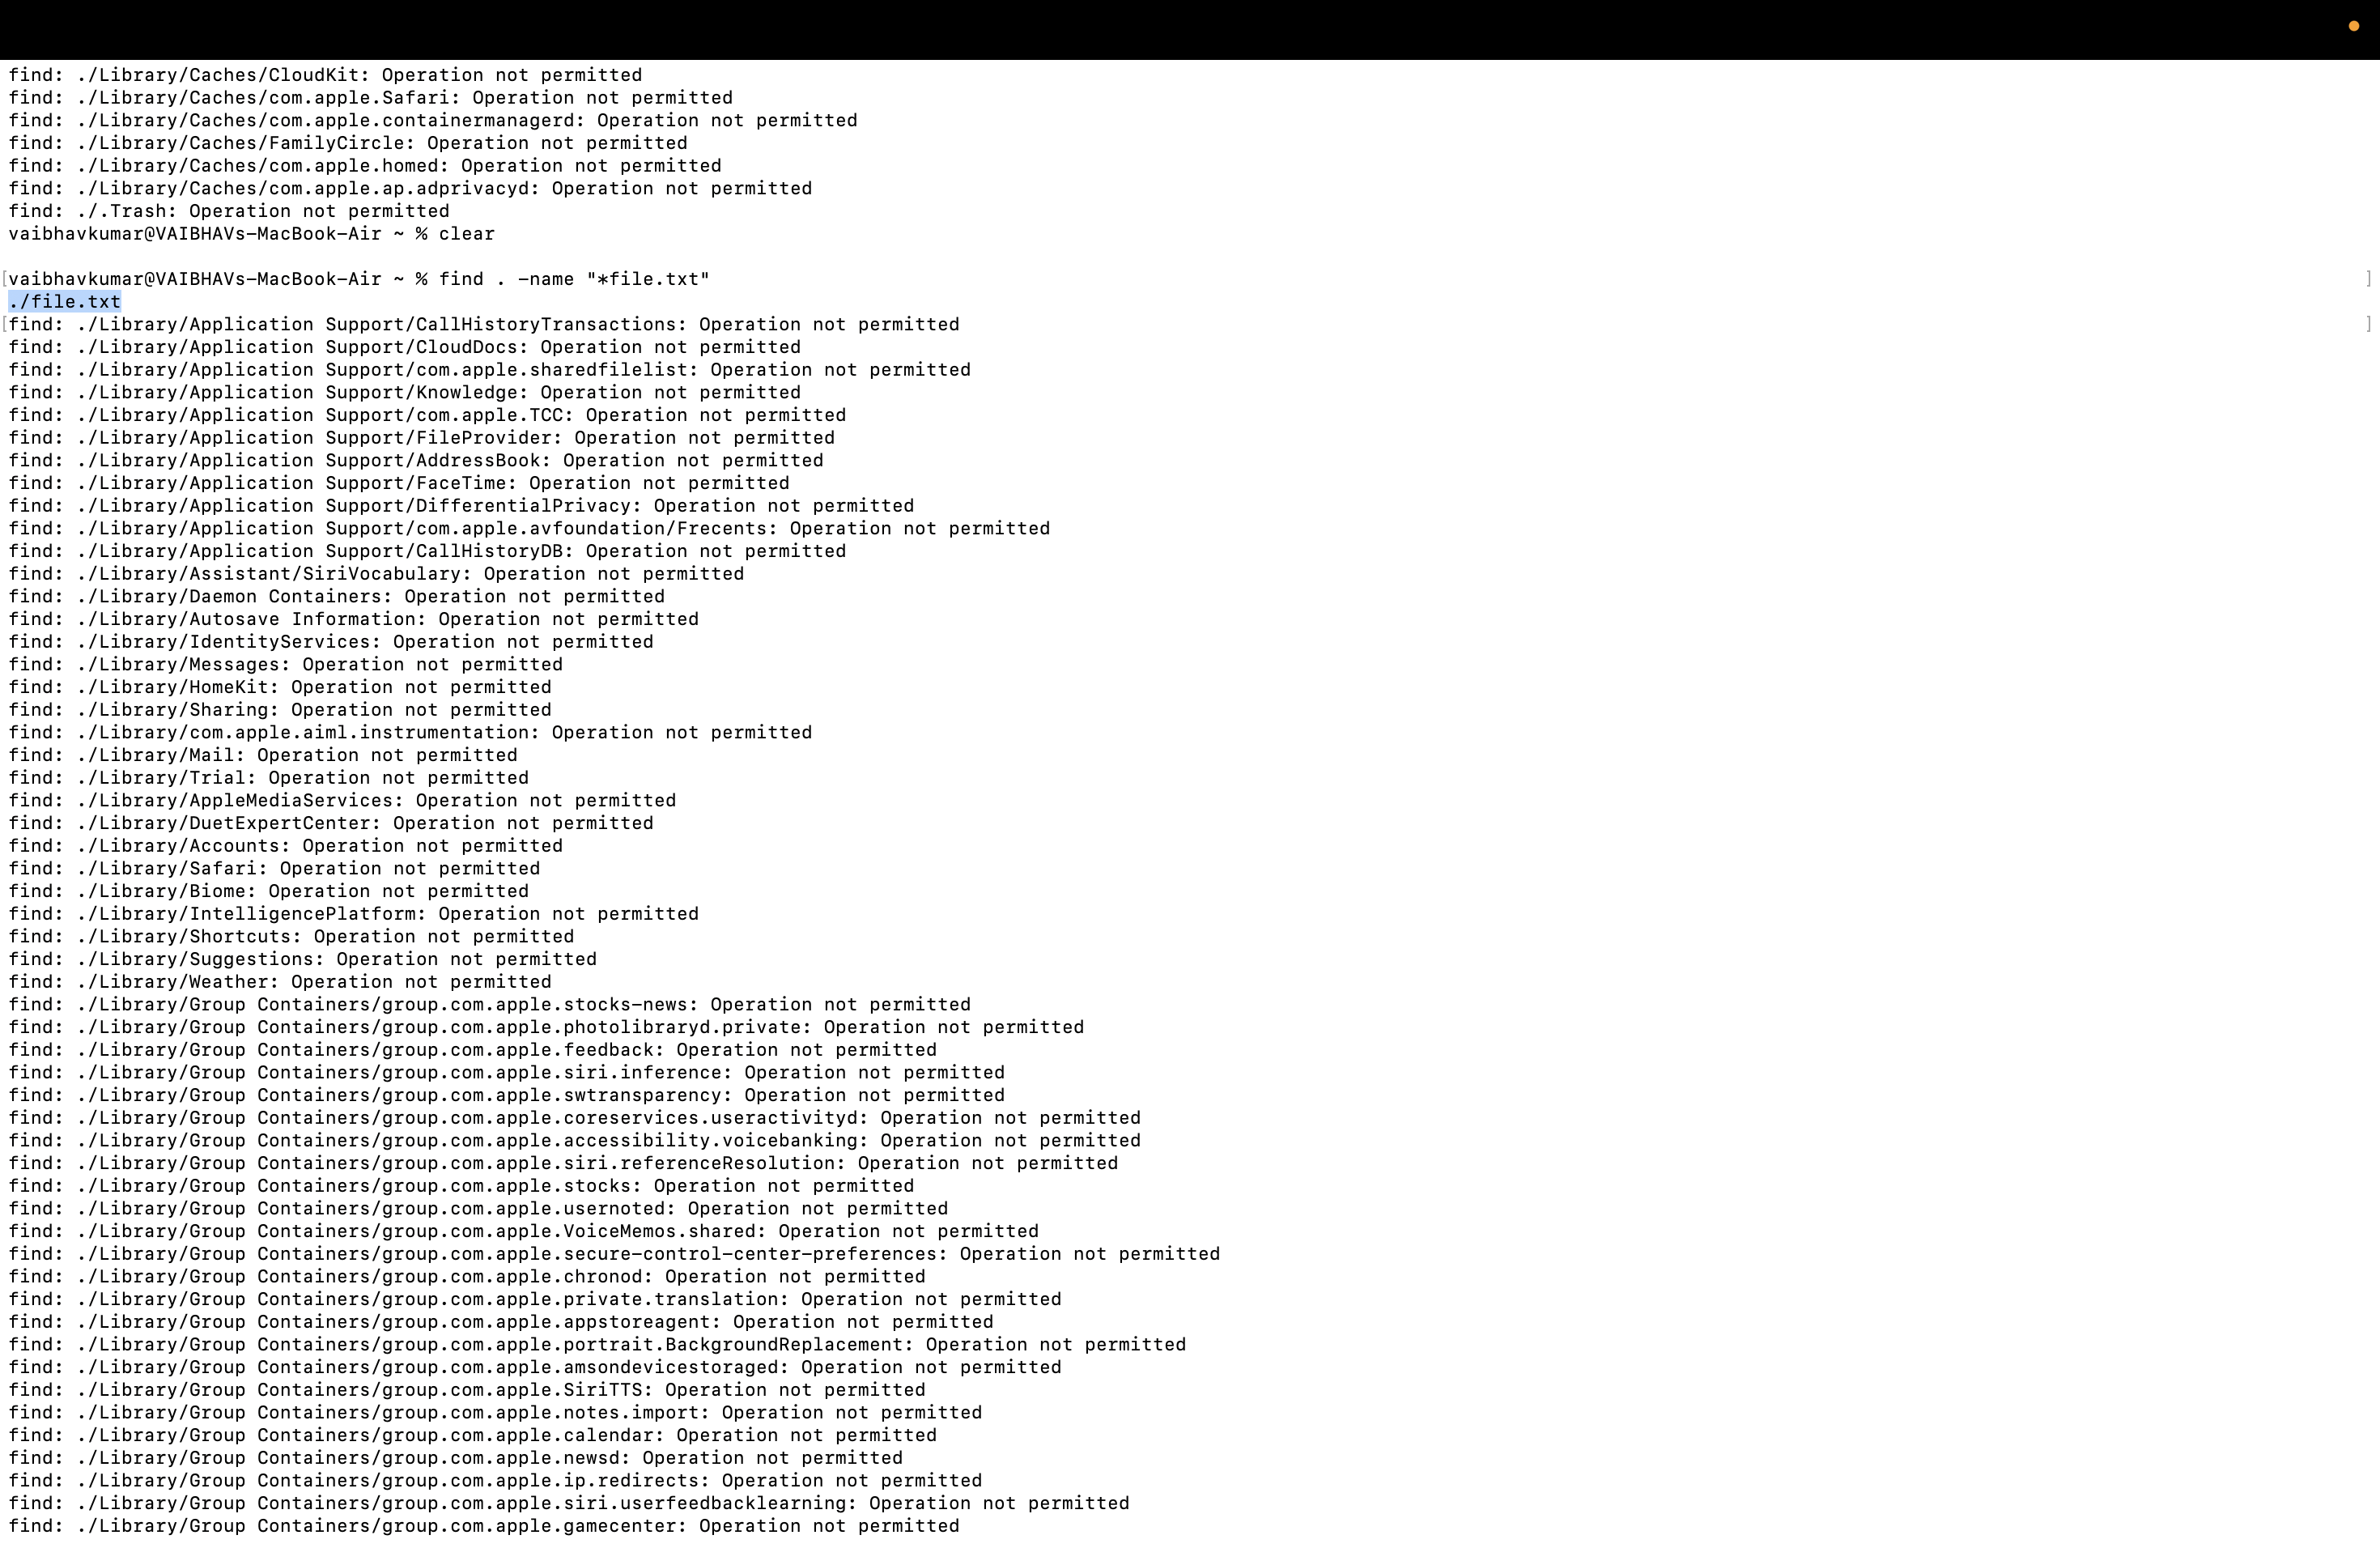 find: ./Library/Caches/CloudKit: Operation not permitted
find: ./Library/Caches/com.apple.Safari: Operation not permitted
find: ./Library/Caches/com.apple.containermanagerd: Operation not permitted
find: ./Library/Caches/FamilyCircle: Operation not permitted
find: ./Library/Caches/com.apple.homed: Operation not permitted
find: ./Library/Caches/com.apple.ap.adprivacyd: Operation not permitted
find: ./.Trash: Operation not permitted
vaibhavkumar@VAIBHAVs-MacBook-Air ~ % clear
[vaibhavkumar@VAIBHAVs-MacBook-Air ~ % find . -name "*file.txt" ]
./file.txt
[find: ./Library/Application Support/CallHistoryTransactions: Operation not permitted ]
find: ./Library/Application Support/CloudDocs: Operation not permitted
find: ./Library/Application Support/com.apple.sharedfilelist: Operation not permitted
find: ./Library/Application Support/Knowledge: Operation not permitted
find: ./Library/Application Support/com.apple.TCC: Operation not permitted
find: ./Library/Application Support/FileProvider: Operation not permitted
find: ./Library/Application Support/AddressBook: Operation not permitted
find: ./Library/Application Support/FaceTime: Operation not permitted
find: ./Library/Application Support/DifferentialPrivacy: Operation not permitted
find: ./Library/Application Support/com.apple.avfoundation/Frecents: Operation not permitted
find: ./Library/Application Support/CallHistoryDB: Operation not permitted
find: ./Library/Assistant/SiriVocabulary: Operation not permitted
find: ./Library/Daemon Containers: Operation not permitted
find: ./Library/Autosave Information: Operation not permitted
find: ./Library/IdentityServices: Operation not permitted
find: ./Library/Messages: Operation not permitted
find: ./Library/HomeKit: Operation not permitted
find: ./Library/Sharing: Operation not permitted
find: ./Library/com.apple.aiml.instrumentation: Operation not permitted
find: ./Library/Mail: Operation not permitted
find: ./Library/Trial: Operation not permitted
find: ./Library/AppleMediaServices: Operation not permitted
find: ./Library/DuetExpertCenter: Operation not permitted
find: ./Library/Accounts: Operation not permitted
find: ./Library/Safari: Operation not permitted
find: ./Library/Biome: Operation not permitted
find: ./Library/IntelligencePlatform: Operation not permitted
find: ./Library/Shortcuts: Operation not permitted
find: ./Library/Suggestions: Operation not permitted
find: ./Library/Weather: Operation not permitted
find: ./Library/Group Containers/group.com.apple.stocks-news: Operation not permitted
find: ./Library/Group Containers/group.com.apple.photolibraryd.private: Operation not permitted
find: ./Library/Group Containers/group.com.apple.feedback: Operation not permitted
find: ./Library/Group Containers/group.com.apple.siri.inference: Operation not permitted
find: ./Library/Group Containers/group.com.apple.swtransparency: Operation not permitted
find: ./Library/Group Containers/group.com.apple.coreservices.useractivityd: Operation not permitted
find: ./Library/Group Containers/group.com.apple.accessibility.voicebanking: Operation not permitted
find: ./Library/Group Containers/group.com.apple.siri.referenceResolution: Operation not permitted
find: ./Library/Group Containers/group.com.apple.stocks: Operation not permitted
find: ./Library/Group Containers/group.com.apple.usernoted: Operation not permitted
find: ./Library/Group Containers/group.com.apple.VoiceMemos.shared: Operation not permitted
find: ./Library/Group Containers/group.com.apple.secure-control-center-preferences: Operation not permitted
find: ./Library/Group Containers/group.com.apple.chronod: Operation not permitted
find: ./Library/Group Containers/group.com.apple.private.translation: Operation not permitted
find: ./Library/Group Containers/group.com.apple.appstoreagent: Operation not permitted
find: ./Library/Group Containers/group.com.apple.portrait.BackgroundReplacement: Operation not permitted
find: ./Library/Group Containers/group.com.apple.amsondevicestoraged: Operation not permitted
find: ./Library/Group Containers/group.com.apple.SiriTTS: Operation not permitted
find: ./Library/Group Containers/group.com.apple.notes.import: Operation not permitted
find: ./Library/Group Containers/group.com.apple.calendar: Operation not permitted
find: ./Library/Group Containers/group.com.apple.newsd: Operation not permitted
find: ./Library/Group Containers/group.com.apple.ip.redirects: Operation not permitted
find: ./Library/Group Containers/group.com.apple.siri.userfeedbacklearning: Operation not permitted
find: ./Library/Group Containers/group.com.apple.gamecenter: Operation not permitted